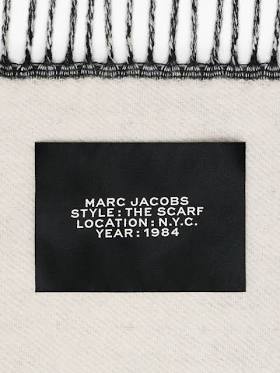 MARC JACOBS
STYLE: THE SCARF
LOCATION: N.Y.C.
YEAR: 1984